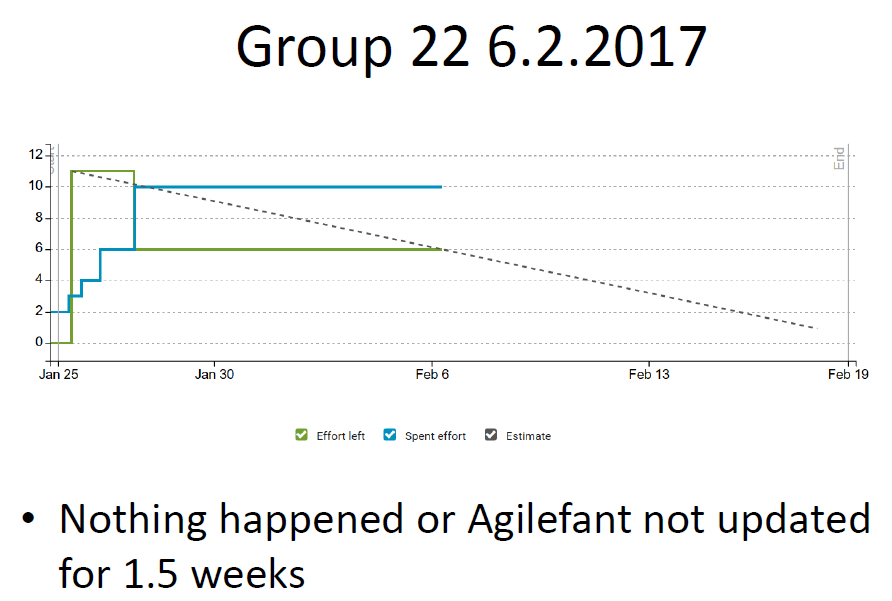 Group 22 6.2.2017
Start
End
12
10
8
6
4
2
0
Jan 25 Jan 30 Feb 6 Feb 13 Feb 19
Effort left Spent effort Estimate
• Nothing happened or Agilefant not updated
for 1.5 weeks